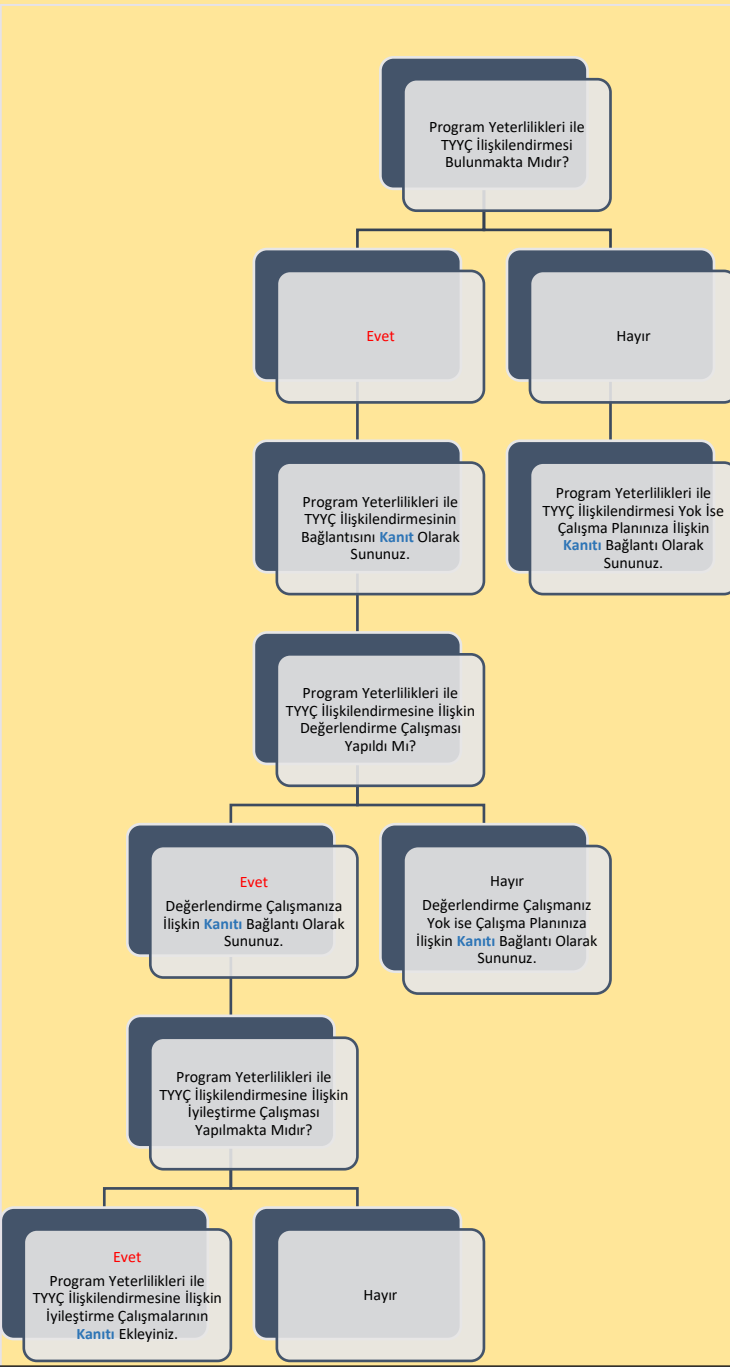 Program Yeterlilikleri ile
TYYÇ İlişkilendirmesi
Bulunmakta Mıdır?
Evet
Hayır
Program Yeterlilikleri ile
TYYÇ İlişkilendirmesinin
Bağlantısını Kanıt Olarak
Sununuz.
Program Yeterlilikleri ile
TYYÇ İlişkilendirmesi Yok İse
Çalışma Planınıza İlişkin
Kanıtı Bağlantı Olarak
Sununuz.
Program Yeterlilikleri ile
TYYÇ İlişkilendirmesine İlişkin
Değerlendirme Çalışması
Yapıldı Mı?
Evet
Değerlendirme Çalışmanıza
İlişkin Kanıtı Bağlantı Olarak
Sununuz.
Hayır
Değerlendirme Çalışmanız
Yok ise Çalışma Planınıza
İlişkin Kanıtı Bağlantı Olarak
Sununuz.
Program Yeterlilikleri ile
TYYÇ İlişkilendirmesine İlişkin
İyileştirme Çalışması
Yapılmakta Mıdır?
Evet
Program Yeterlilikleri ile
TYYÇ İlişkilendirmesine İlişkin
İyileştirme Çalışmalarının
Kanıtı Ekleyiniz.
Hayır